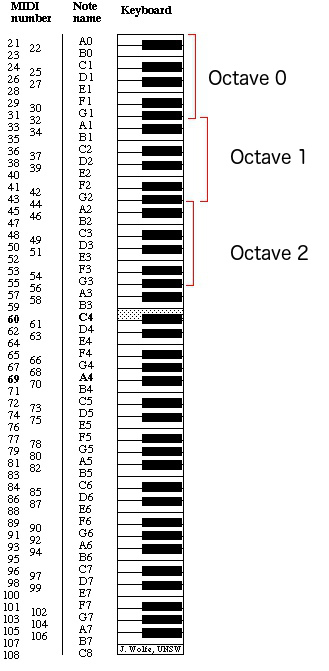 MIDI number Note name Keyboard
21 A0
22
23 B0
24 C1
25
26 D1
27
28 E1
29 F1
30
31 G1
32
33 A1
34
35 B1
36 C2
37
38 D2
39
40 E2
41 F2
42
43 G2
44
45 A2
46
47 B2
48 C3
49
50 D3
51
52 E3
53 F3
54
55 G3
56
57 A3
58
59 B3
60 C4
61
62 D4
63
64 E4
65 F4
66
67 G4
68
69 A4
70
71 B4
72 C5
73
74 D5
75
76 E5
77 F5
78
79 G5
80
81 A5
82
83 B5
84 C6
85
86 D6
87
88 E6
89 F6
90
91 G6
92
93 A6
94
95 B6
96 C7
97
98 D7
99
100 E7
101 F7
102
103 G7
104
105 A7
106
107 B7
108 C8
J. Wolfe, UNSW
Octave 0
Octave 1
Octave 2